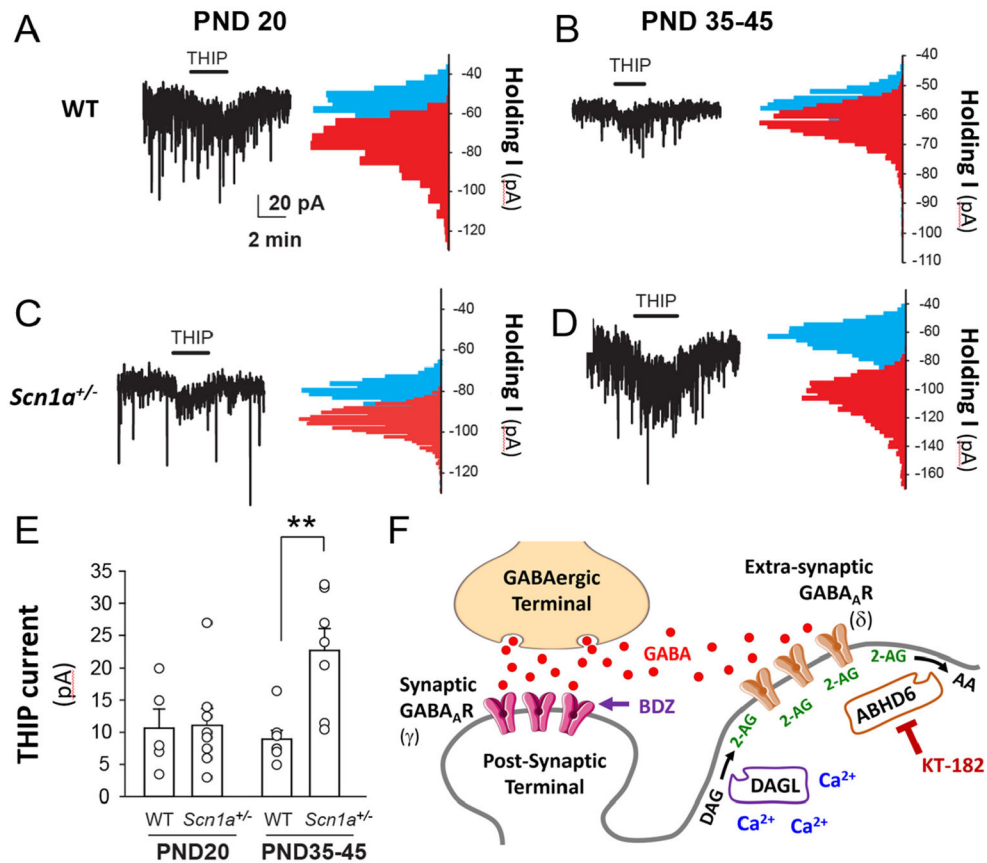 PND 20
PND 35-45
A
THIP
WT
20 pA
2 min
-40
-60
-80
-100
-120
Holding I (pA)
B
THIP
-40
-50
-60
-70
-80
-90
-100
-110
Holding I (pA)
C
THIP
Scn1a+/-
-40
-60
-80
-100
-120
Holding I (pA)
D
THIP
-40
-60
-80
-100
-120
-140
-160
Holding I (pA)
E
**
THIP current
(pA)
35
30
25
20
15
10
5
0
WT Scn1a+/- WT Scn1a+/-
PND20 PND35-45
F
GABAergic
Terminal
Extra-synaptic
GABAAR
(δ)
GABA
Synaptic
GABAAR
(γ)
BDZ
Post-Synaptic
Terminal
2-AG
2-AG
2-AG
2-AG
AA
ABHD6
KT-182
DAG
DAGL
Ca2+
Ca2+
Ca2+